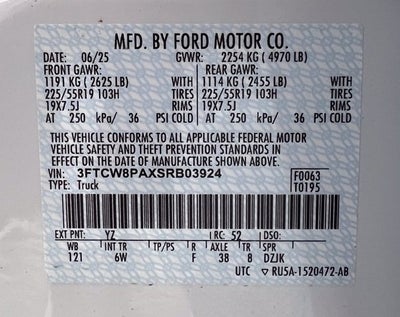 MFD. BY FORD MOTOR CO.
DATE: 06/25 GVWR: 2254 KG ( 4970 LB)
FRONT GAWR: REAR GAWR:
1191 KG ( 2625 LB) WITH 1114 KG ( 2455 LB) WITH
225/55R19 103H TIRES 225/55R19 103H TIRES
19X7.5J RIMS 19X7.5J RIMS
AT 250 kPa/ 36 PSI COLD AT 250 kPa/ 36 PSI COLD
THIS VEHICLE CONFORMS TO ALL APPLICABLE FEDERAL MOTOR
VEHICLE SAFETY AND THEFT PREVENTION STANDARDS IN
EFFECT ON THE DATE OF MANUFACTURE SHOWN ABOVE.
VIN: 3FTCW8PAXSRB03924 F0063
TYPE: Truck T0195
EXT PNT: YZ RC: 52 DSO:
WB INT TR TP/PS R AXLE TR SPR
121 6W F 38 8 DZJK
UTC RU5A-1520472-AB